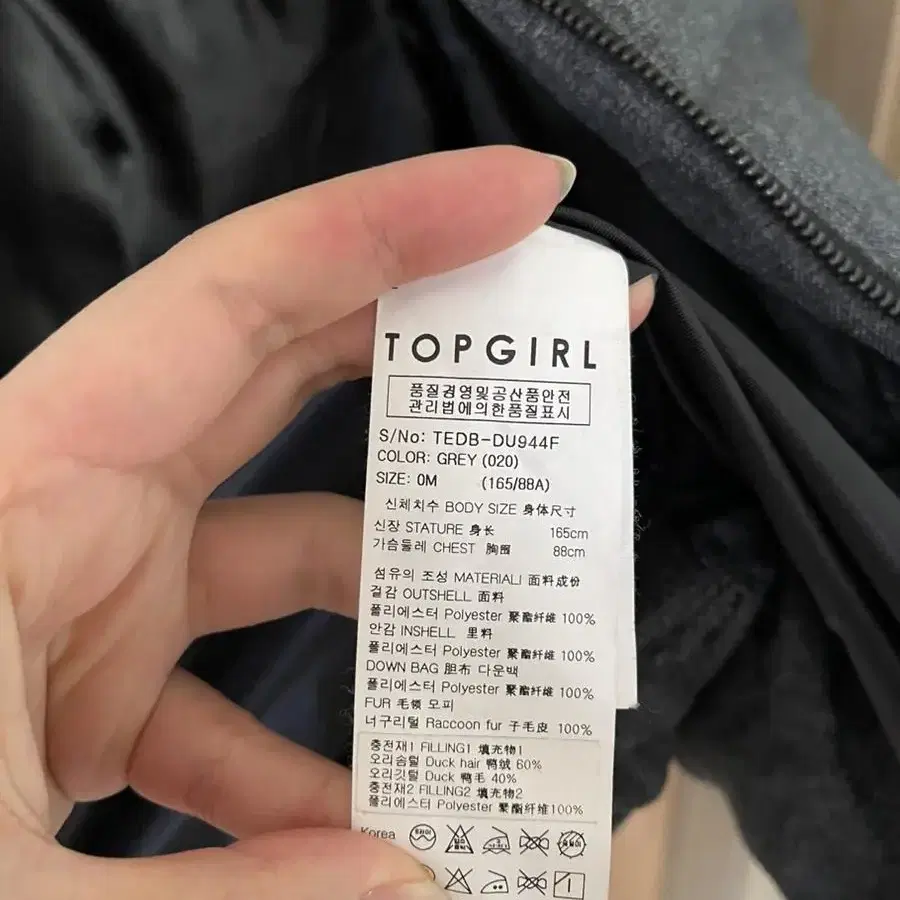 TOPGIRL
품질경영및공산품안전
관리법에의한품질표시
S/No: TEDB-DU944F
COLOR: GREY (020)
SIZE: 0M (165/88A)
신체치수 BODY SIZE 身体尺寸
신장 STATURE 身长 165cm
가슴둘레 CHEST 胸围 88cm
섬유의 조성 MATERIALI 面料成份
겉감 OUTSHELL 面料
폴리에스터 Polyester 聚酯纤维 100%
안감 INSHELL 里料
폴리에스터 Polyester 聚酯纤维 100%
DOWN BAG 胆布 다운백
폴리에스터 Polyester 聚酯纤维 100%
FUR 毛领 모피
너구리털 Raccoon fur 子毛皮 100%
충전재1 FILLING1 填充物1
오리솜털 Duck hair 鸭绒 60%
오리깃털 Duck 鸭毛 40%
충전재2 FILLING2 填充物2
폴리에스터 Polyester 聚酯纤维100%
Korea